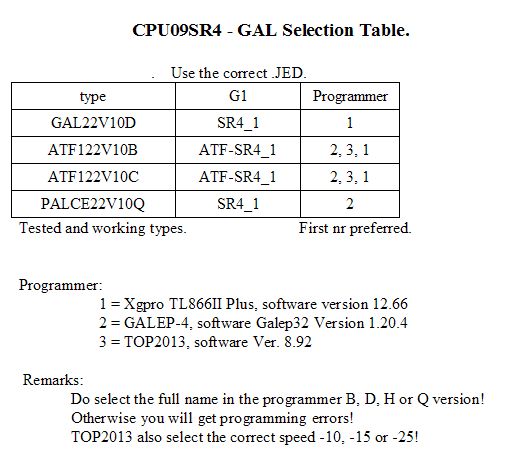 CPU09SR4 - GAL Selection Table.
. Use the correct .JED.
type G1 Programmer
GAL22V10D SR4_1 1
ATF122V10B ATF-SR4_1 2, 3, 1
ATF122V10C ATF-SR4_1 2, 3, 1
PALCE22V10Q SR4_1 2
Tested and working types. First nr preferred.
Programmer:
1 = Xgpro TL866II Plus, software version 12.66
2 = GALEP-4, software Galep32 Version 1.20.4
3 = TOP2013, software Ver. 8.92
Remarks:
Do select the full name in the programmer B, D, H or Q version!
Otherwise you will get programming errors!
TOP2013 also select the correct speed -10, -15 or -25!